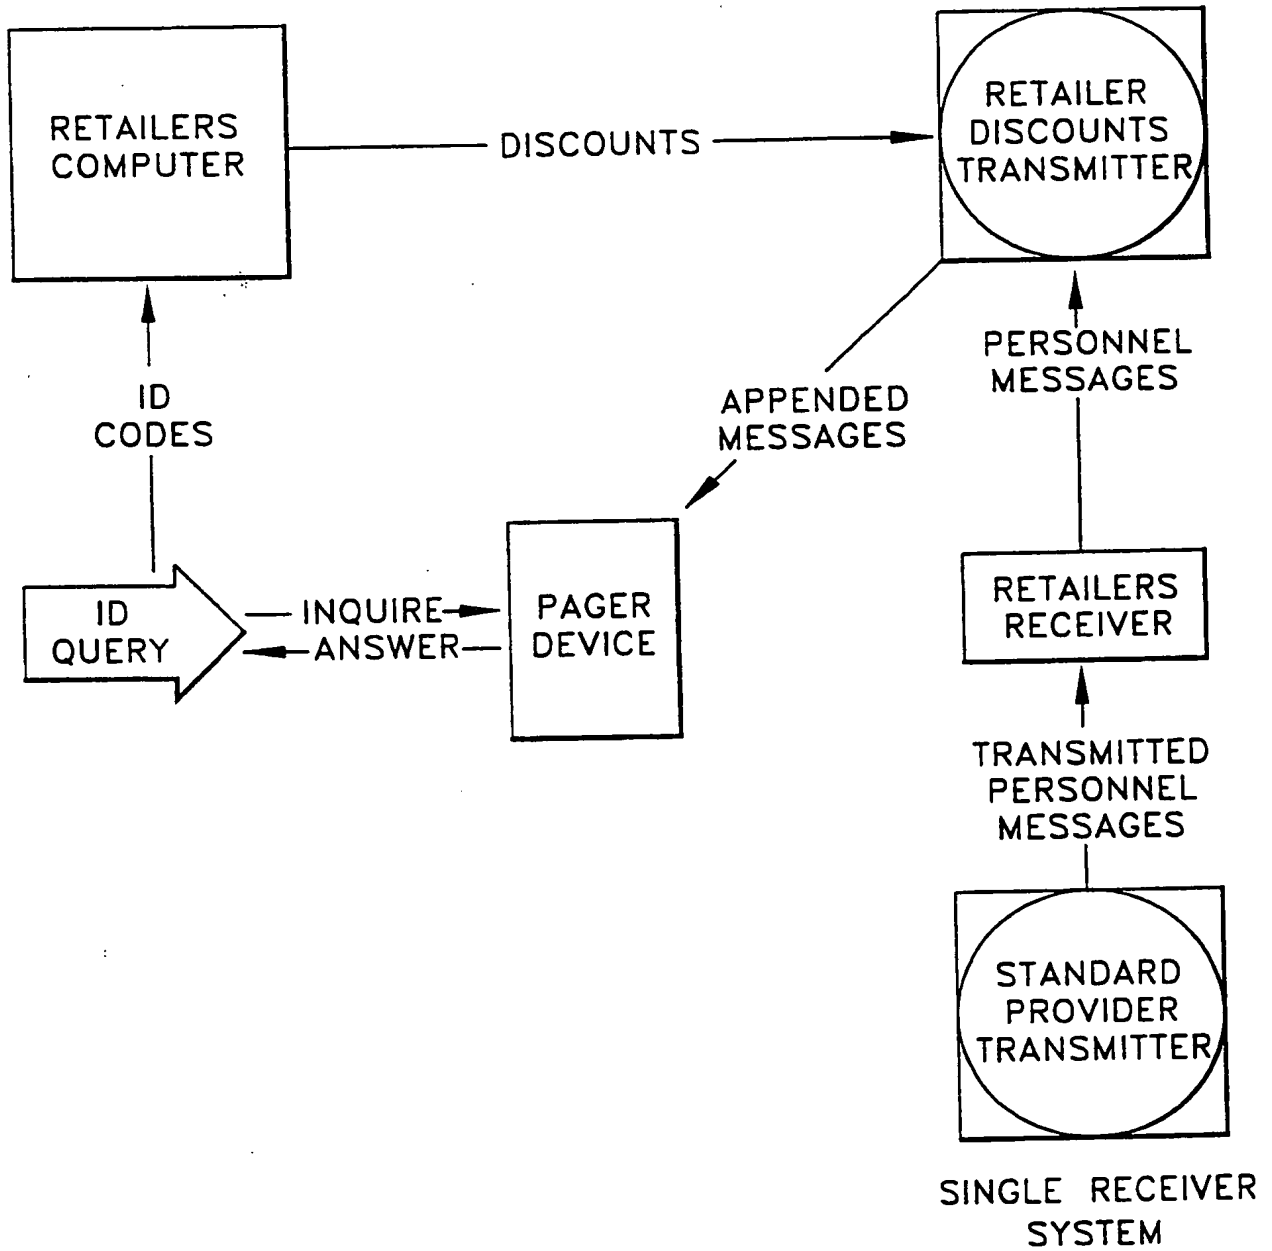 RETAILERS
COMPUTER
DISCOUNTS
RETAILER
DISCOUNTS
TRANSMITTER
PERSONNEL
MESSAGES
ID
CODES
APPENDED
MESSAGES
ID
QUERY
INQUIRE
ANSWER
PAGER
DEVICE
RETAILERS
RECEIVER
TRANSMITTED
PERSONNEL
MESSAGES
STANDARD
PROVIDER
TRANSMITTER
SINGLE RECEIVER
SYSTEM